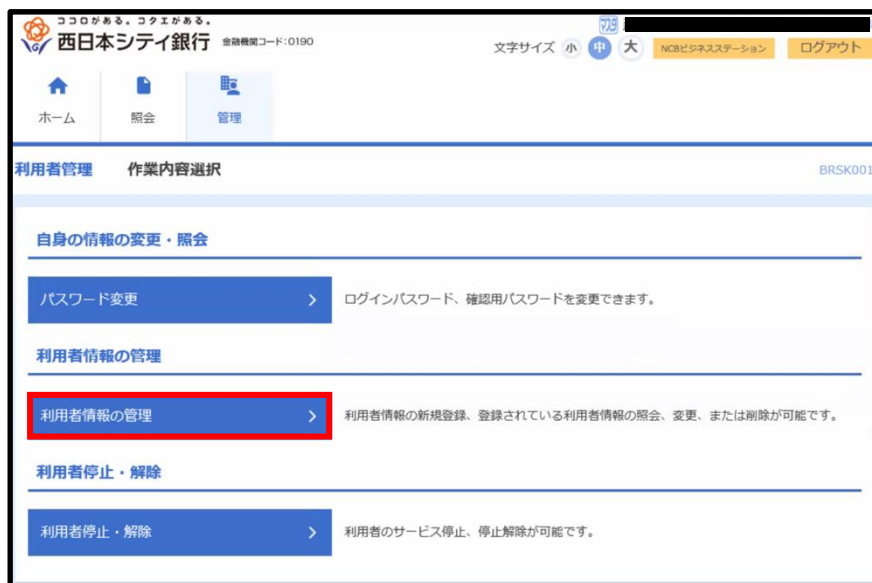 ココロがある。コタエがある。
西日本シティ銀行 金融機関コード:0190
マスタ
文字サイズ 小 中 大 NCBビジネスステーション ログアウト
ホーム 照会 管理
利用者管理 作業内容選択 BRSK001
自身の情報の変更・照会
パスワード変更 ログインパスワード、確認用パスワードを変更できます。
利用者情報の管理
利用者情報の管理 利用者情報の新規登録、登録されている利用者情報の照会、変更、または削除が可能です。
利用者停止・解除
利用者停止・解除 利用者のサービス停止、停止解除が可能です。